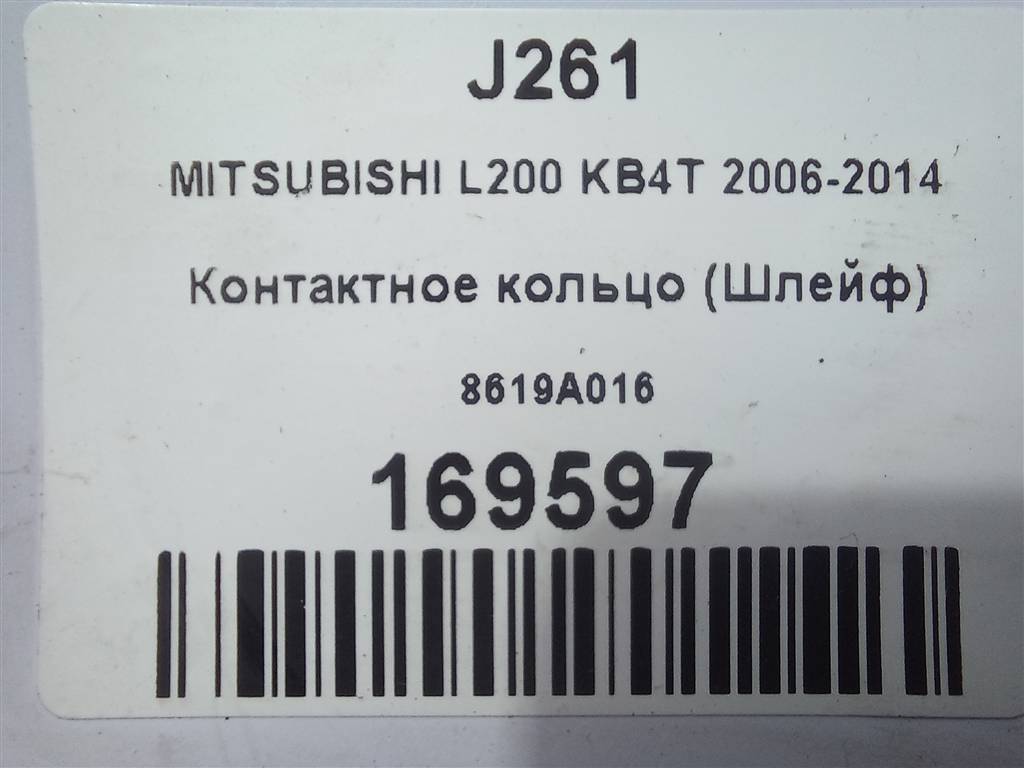 J261
MITSUBISHI L200 KB4T 2006-2014
Контактное кольцо (Шлейф)
8619A016
169597